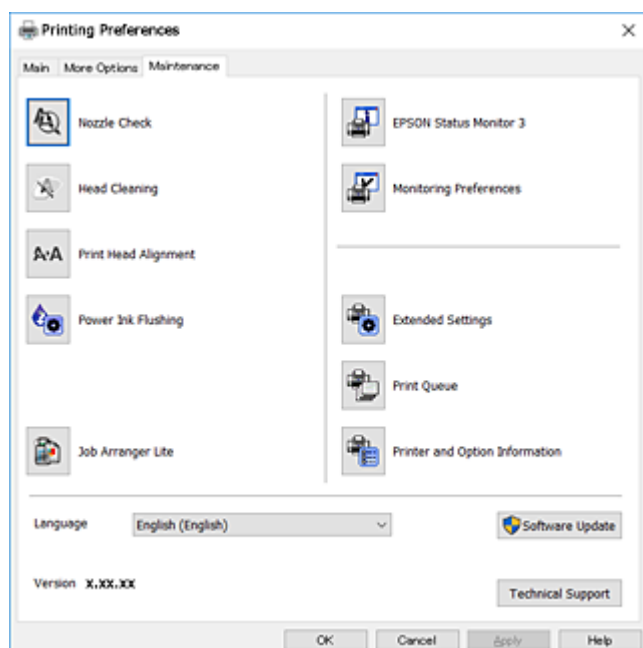 Printing Preferences
Main More Options Maintenance
Nozzle Check
EPSON Status Monitor 3
Head Cleaning
Monitoring Preferences
A·A Print Head Alignment
Power Ink Flushing
Extended Settings
Print Queue
Job Arranger Lite
Printer and Option Information
Language English (English) Software Update
Version X.XX.XX
Technical Support
OK Cancel Apply Help